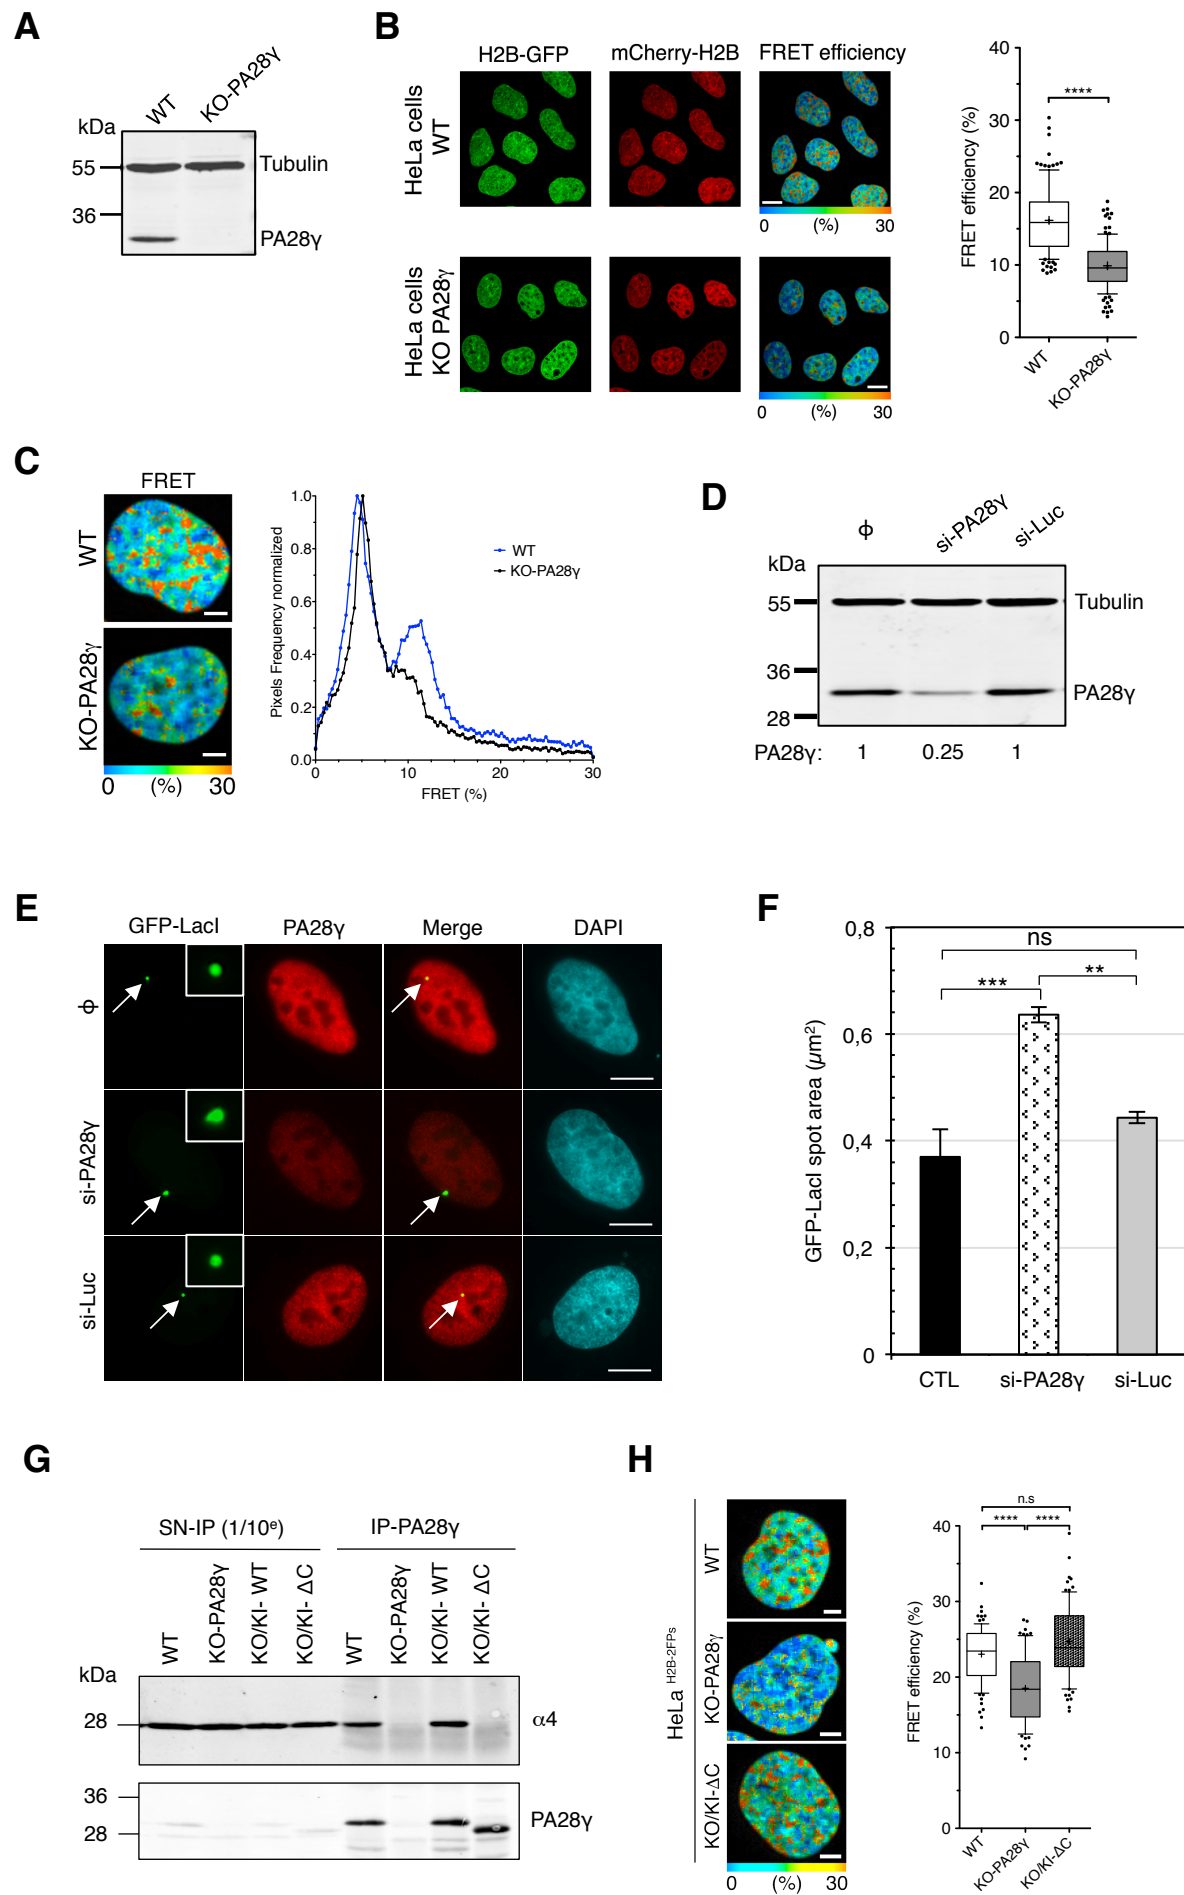 A
WT
KO-PA28γ
kDa
55
Tubulin
36
PA28γ
B
H2B-GFP
mCherry-H2B
FRET efficiency
HeLa cells
WT
0
(%)
30
HeLa cells
KO PA28γ
0
(%)
30
FRET efficiency (%)
40
30
20
10
0
****
WT
KO-PA28γ
C
FRET
WT
KO-PA28γ
0
(%)
30
Pixels Frequency normalized
1.0
0.8
0.6
0.4
0.2
0.0
0
10
20
30
FRET (%)
WT
KO-PA28γ
D
ϕ
si-PA28γ
si-Luc
kDa
55
Tubulin
36
PA28γ
28
PA28γ: 1 0.25 1
E
GFP-LacI
PA28γ
Merge
DAPI
ϕ
si-PA28γ
si-Luc
F
GFP-LacI spot area (µm²)
0,8
0,6
0,4
0,2
0
ns
***
**
CTL
si-PA28γ
si-Luc
G
SN-IP (1/10ᵉ)
IP-PA28γ
WT
KO-PA28γ
KO/KI- WT
KO/KI- ΔC
WT
KO-PA28γ
KO/KI- WT
KO/KI- ΔC
kDa
28
α4
36
28
PA28γ
H
HeLa H2B-2FPs
WT
KO-PA28γ
KO/KI-ΔC
0
(%)
30
FRET efficiency (%)
40
30
20
10
0
n.s
****
****
WT
KO-PA28γ
KO/KI-ΔC